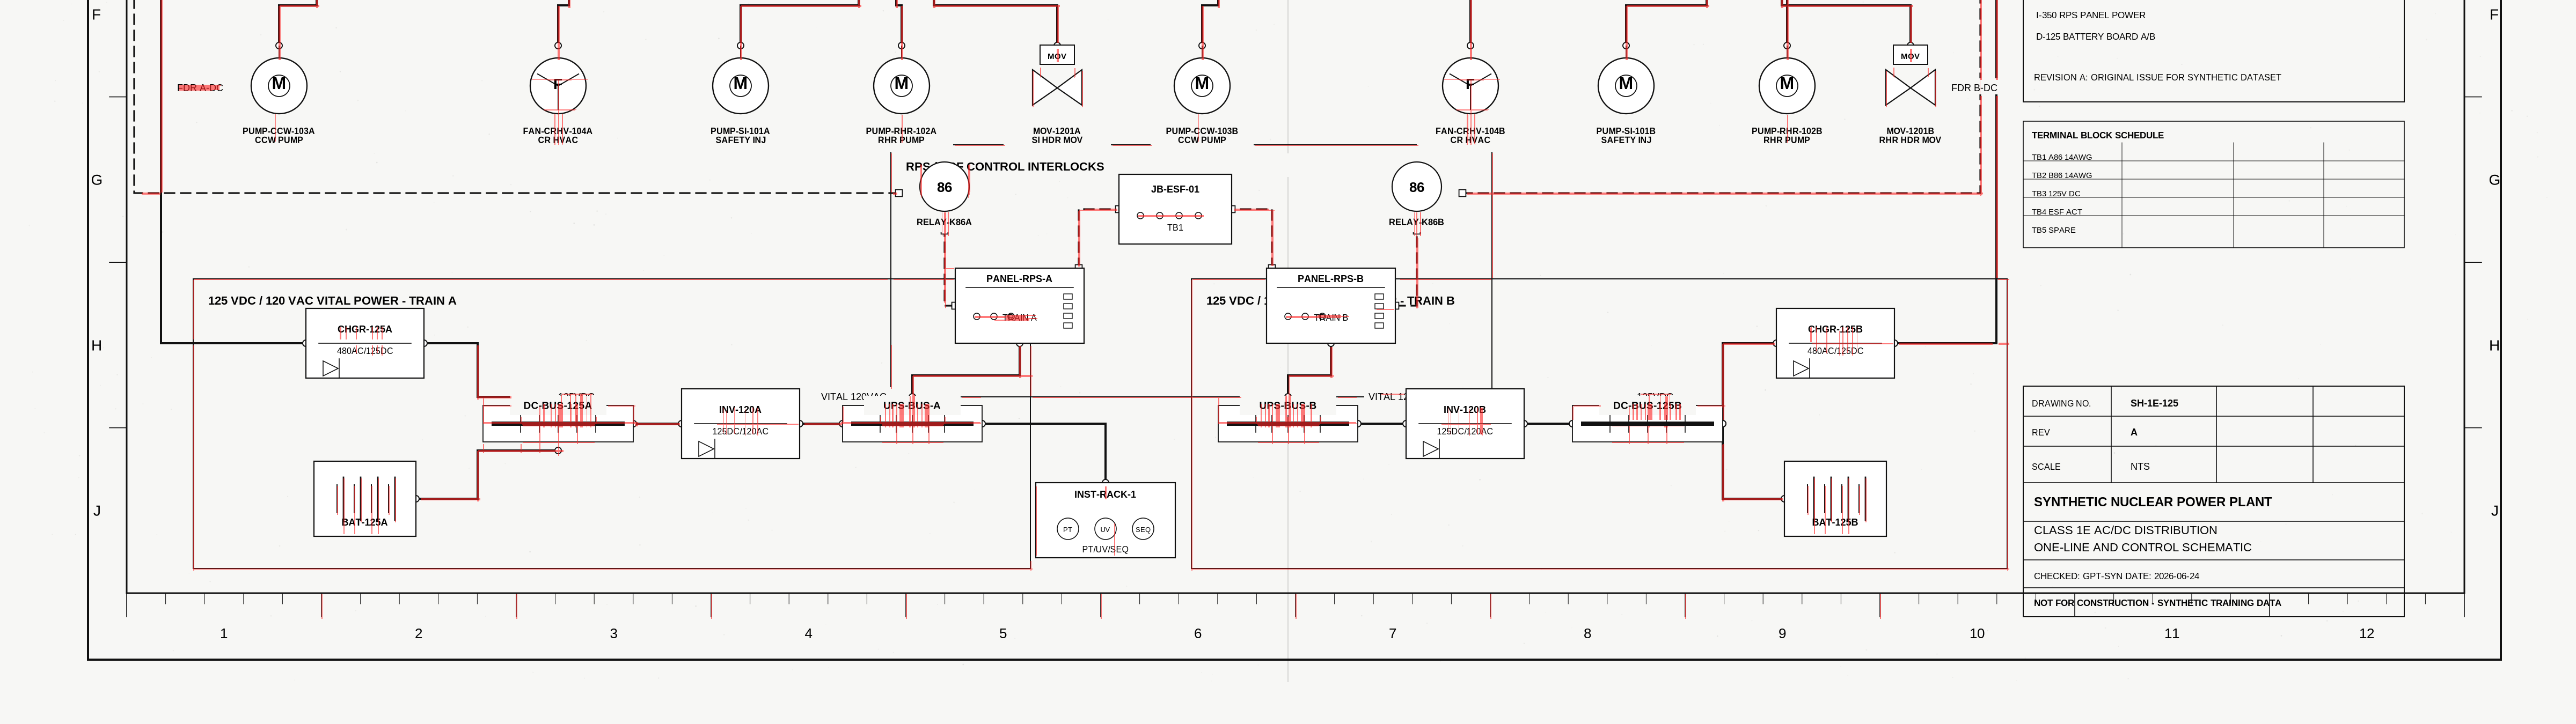 F
F
I-350 RPS PANEL POWER
D-125 BATTERY BOARD A/B
REVISION A: ORIGINAL ISSUE FOR SYNTHETIC DATASET
MOV
MOV
M
F
M
M
M
F
M
M
FDR A-DC
FDR B-DC
PUMP-CCW-103A
CCW PUMP
FAN-CRHV-104A
CR HVAC
PUMP-SI-101A
SAFETY INJ
PUMP-RHR-102A
RHR PUMP
MOV-1201A
SI HDR MOV
PUMP-CCW-103B
CCW PUMP
FAN-CRHV-104B
CR HVAC
PUMP-SI-101B
SAFETY INJ
PUMP-RHR-102B
RHR PUMP
MOV-1201B
RHR HDR MOV
TERMINAL BLOCK SCHEDULE
TB1 A86 14AWG
TB2 B86 14AWG
TB3 125V DC
TB4 ESF ACT
TB5 SPARE
G
G
CONTROL INTERLOCKS
86
RELAY-K86A
JB-ESF-01
TB1
86
RELAY-K86B
PANEL-RPS-A
TRAIN A
PANEL-RPS-B
TRAIN B
125 VDC / 120 VAC VITAL POWER - TRAIN A
125 VDC / - TRAIN B
H
H
CHGR-125A
480AC/125DC
CHGR-125B
480AC/125DC
DC-BUS-125A
INV-120A
125DC/120AC
VITAL 120VAC
UPS-BUS-A
UPS-BUS-B
VITAL
INV-120B
125DC/120AC
125VDC
DC-BUS-125B
BAT-125A
BAT-125B
INST-RACK-1
PT
UV
SEQ
PT/UV/SEQ
J
J
DRAWING NO. SH-1E-125
REV A
SCALE NTS
SYNTHETIC NUCLEAR POWER PLANT
CLASS 1E AC/DC DISTRIBUTION
ONE-LINE AND CONTROL SCHEMATIC
CHECKED: GPT-SYN DATE: 2026-06-24
NOT FOR CONSTRUCTION - SYNTHETIC TRAINING DATA
1 2 3 4 5 6 7 8 9 10 11 12